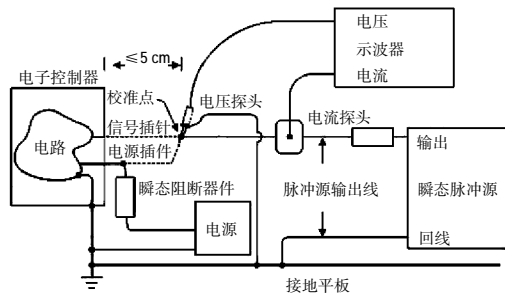 ≤5 cm
电压
示波器
电流
电子控制器
校准点
电压探头
电流探头
信号插针
电路
电源插件
输出
瞬态阻断器件
脉冲源输出线
瞬态脉冲源
电源
回线
接地平板